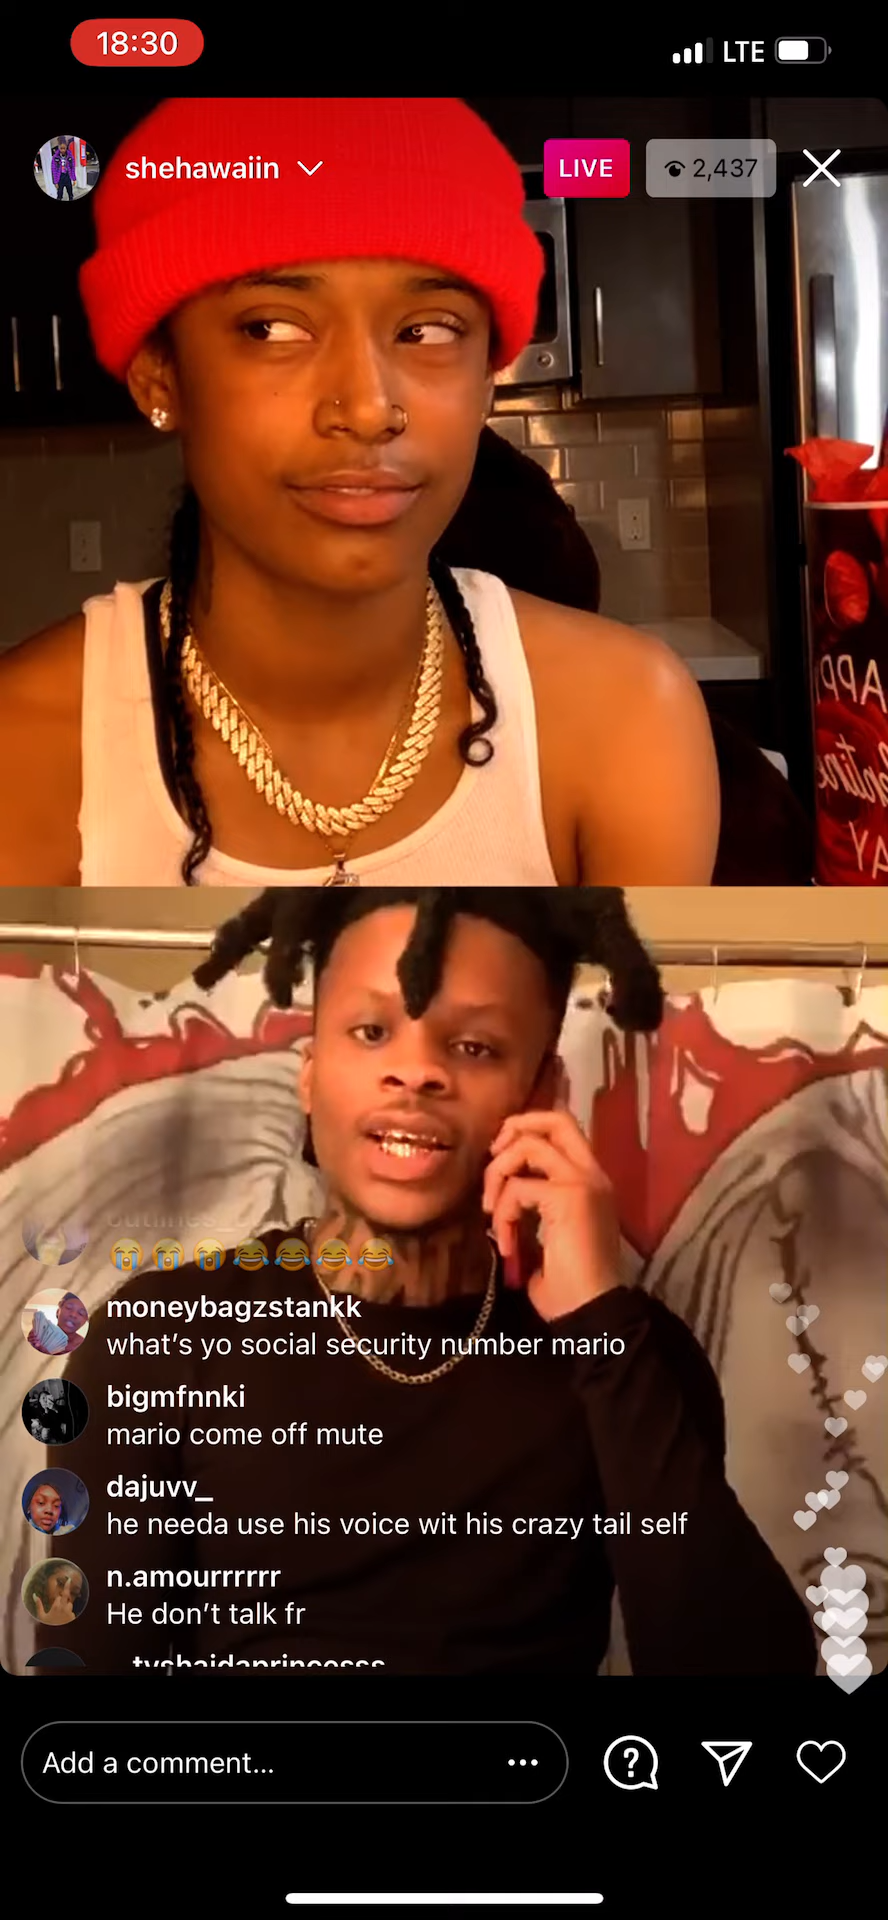 18:30
LTE
shehawaiin
LIVE
2,437
😭😭😭😂😂😂😂
moneybagzstankk
what's yo social security number mario
bigmfnnki
mario come off mute
dajuvv_
he needa use his voice wit his crazy tail self
n.amourrrrrr
He don't talk fr
Add a comment...